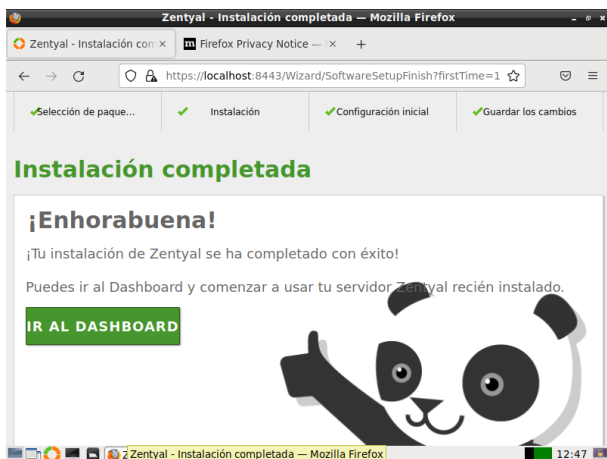 Zentyal - Instalación completada — Mozilla Firefox
Zentyal - Instalación com
Firefox Privacy Notice —
https://localhost:8443/Wizard/SoftwareSetupFinish?firstTime=1
Selección de paque...
Instalación
Configuración inicial
Guardar los cambios
Instalación completada
¡Enhorabuena!
¡Tu instalación de Zentyal se ha completado con éxito!
Puedes ir al Dashboard y comenzar a usar tu servidor Zentyal recién instalado.
IR AL DASHBOARD
Zentyal - Instalación completada — Mozilla Firefox
12:47